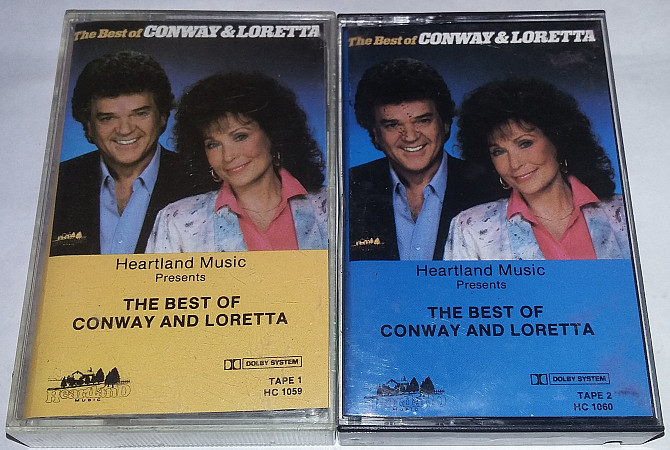 The Best of CONWAY & LORETTA
Heartland Music
Presents
THE BEST OF
CONWAY AND LORETTA
DOLBY SYSTEM
TAPE 1
HC 1059
Heartland
MUSIC
The Best of CONWAY & LORETTA
Heartland Music
Presents
THE BEST OF
CONWAY AND LORETTA
DOLBY SYSTEM
TAPE 2
HC 1060